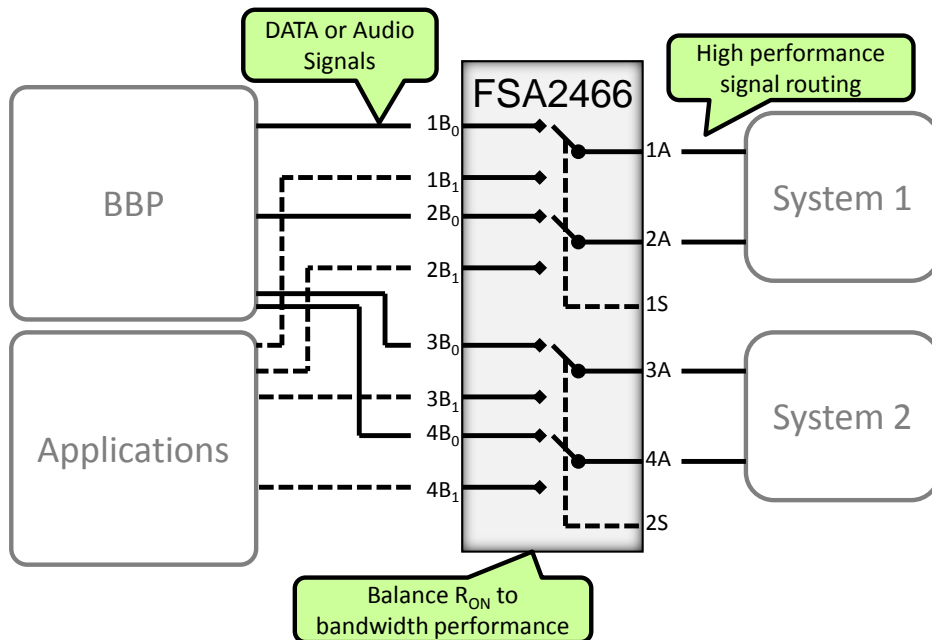 DATA or Audio
Signals
High performance
signal routing
FSA2466
BBP
Applications
1B₀
1B₁
2B₀
2B₁
3B₀
3B₁
4B₀
4B₁
1A
2A
1S
3A
4A
2S
System 1
System 2
Balance R_ON to
bandwidth performance